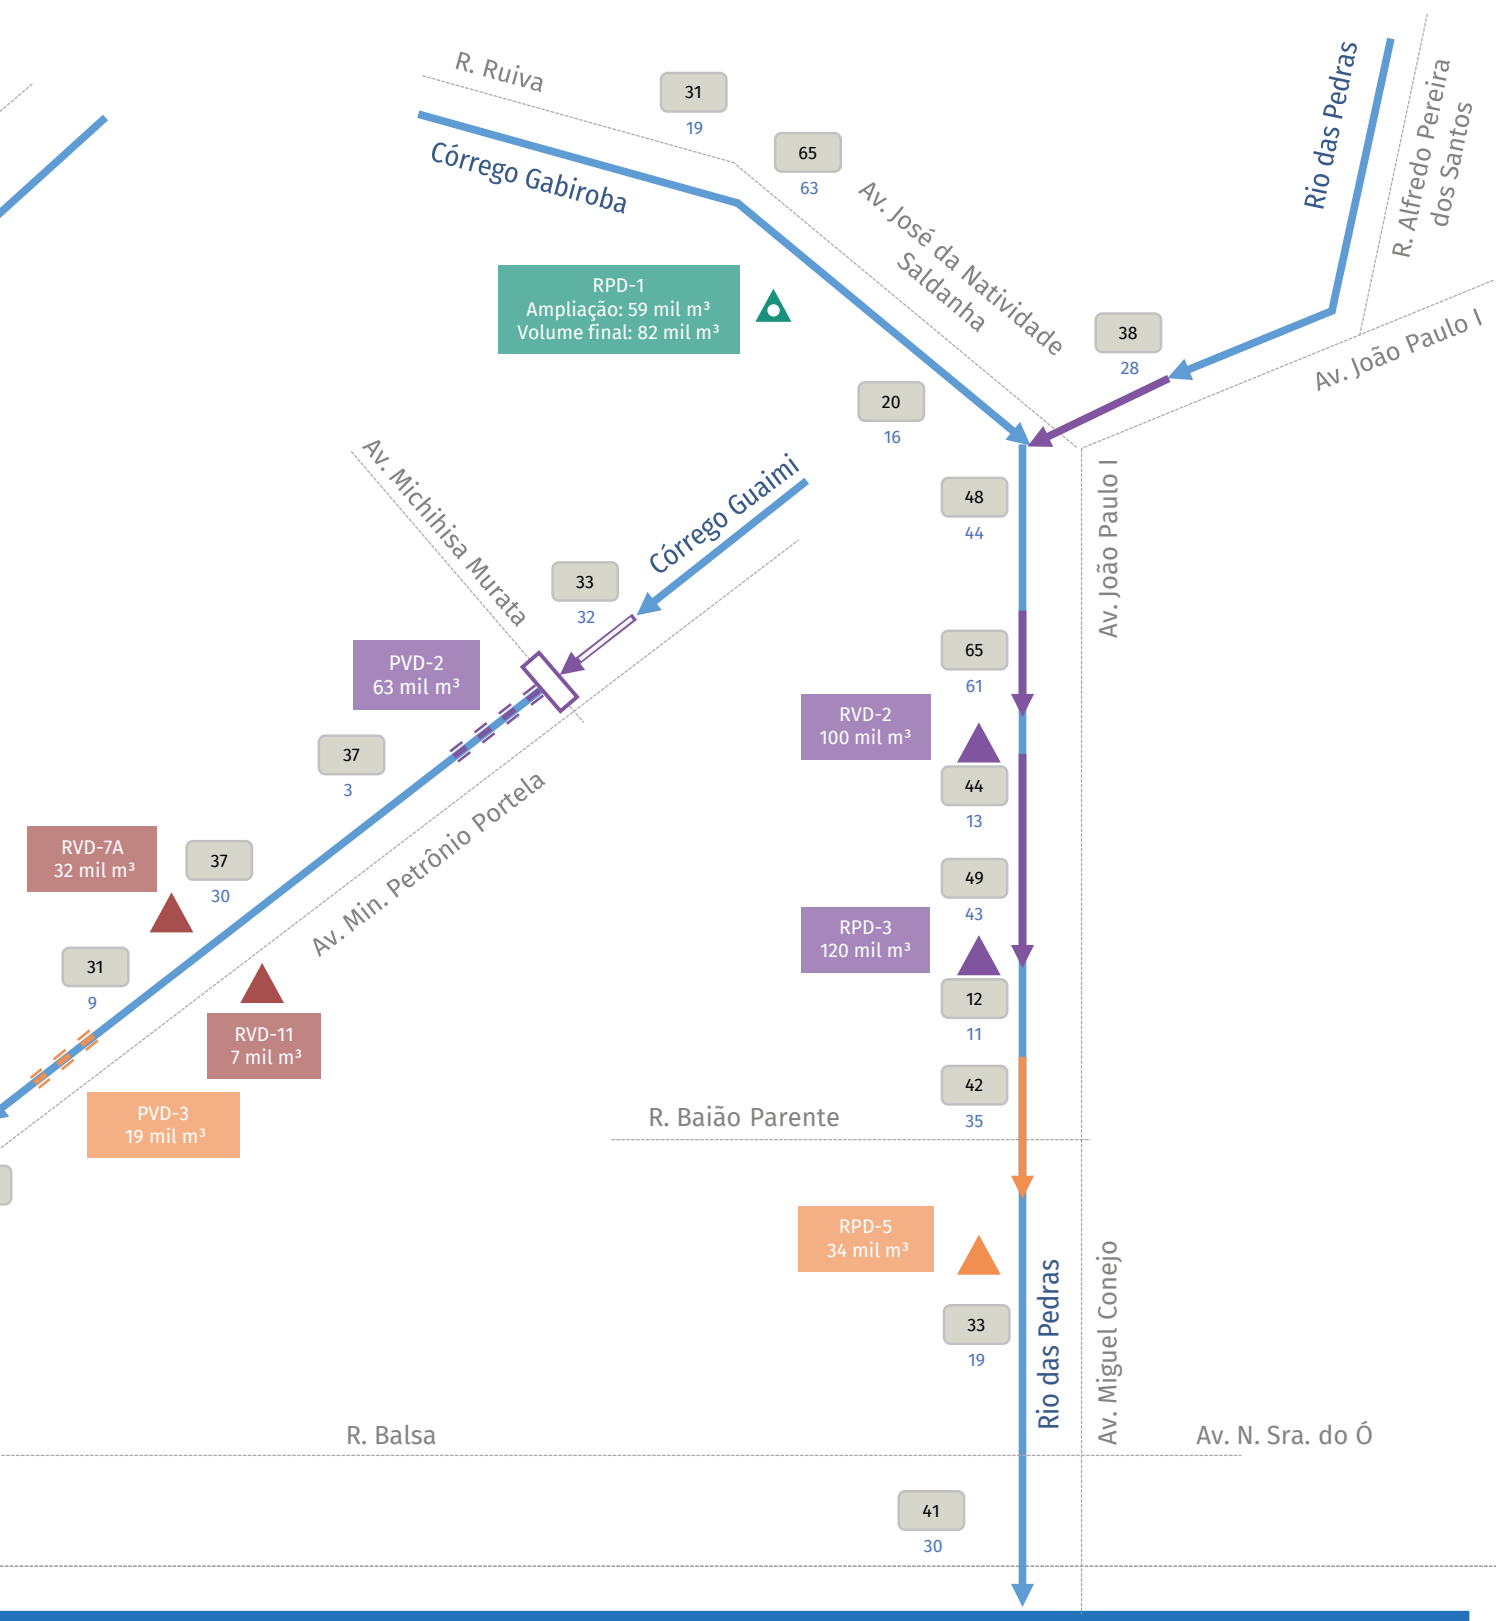 R. Ruiva
31
19
65
63
Córrego Gabiroba
Av. José da Natividade
Saldanha
Rio das Pedras
R. Alfredo Pereira
dos Santos
RPD-1
Ampliação: 59 mil m³
Volume final: 82 mil m³
38
28
Av. João Paulo I
20
16
Av. Michihisa Murata
Córrego Guaimi
48
44
Av. João Paulo I
33
32
PVD-2
63 mil m³
65
61
RVD-2
100 mil m³
37
3
44
13
Av. Min. Petrônio Portela
RVD-7A
32 mil m³
37
30
49
43
RPD-3
120 mil m³
31
9
12
11
RVD-11
7 mil m³
42
35
PVD-3
19 mil m³
R. Baião Parente
RPD-5
34 mil m³
33
19
Rio das Pedras
Av. Miguel Conejo
R. Balsa
Av. N. Sra. do Ó
41
30